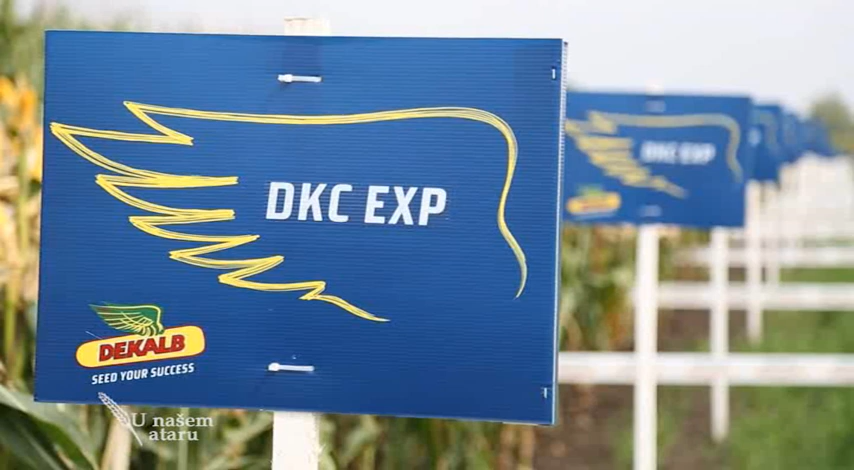 DKC EXP
DEKALB
SEED YOUR SUCCESS
DKC EXP
U našem
ataru